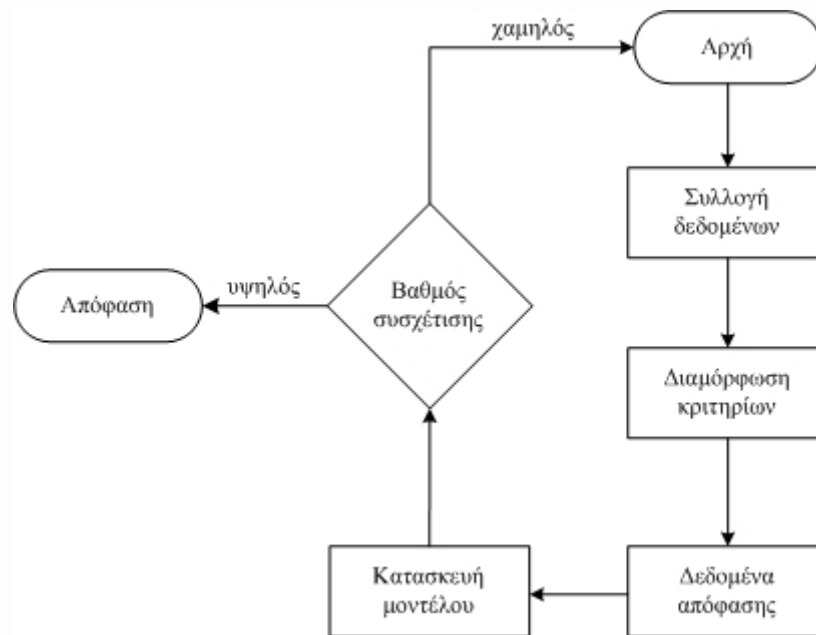 χαμηλός
Αρχή
Συλλογή
δεδομένων
υψηλός
Απόφαση
Βαθμός
συσχέτισης
Διαμόρφωση
κριτηρίων
Κατασκευή
μοντέλου
Δεδομένα
απόφασης